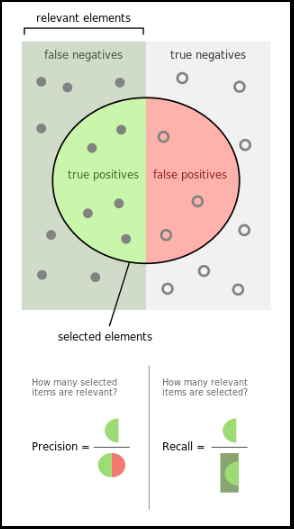 relevant elements
false negatives
true negatives
true positives
false positives
selected elements
How many selected
items are relevant?
How many relevant
items are selected?
Precision =
Recall =